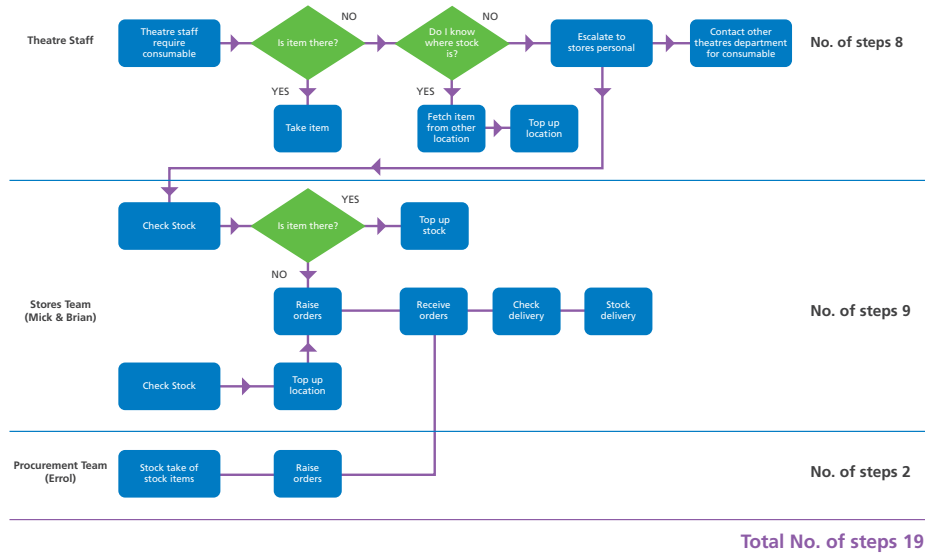 Theatre Staff
Theatre staff
require
consumable
Is item there?
NO
YES
Take item
Do I know
where stock
is?
NO
YES
Fetch item
from other
location
Top up
location
Escalate to
stores personal
Contact other
theatres department
for consumable
No. of steps 8
Stores Team
(Mick & Brian)
Check Stock
Is item there?
YES
Top up
stock
NO
Raise
orders
Receive
orders
Check
delivery
Stock
delivery
No. of steps 9
Check Stock
Top up
location
Procurement Team
(Errol)
Stock take of
stock items
Raise
orders
No. of steps 2
Total No. of steps 19